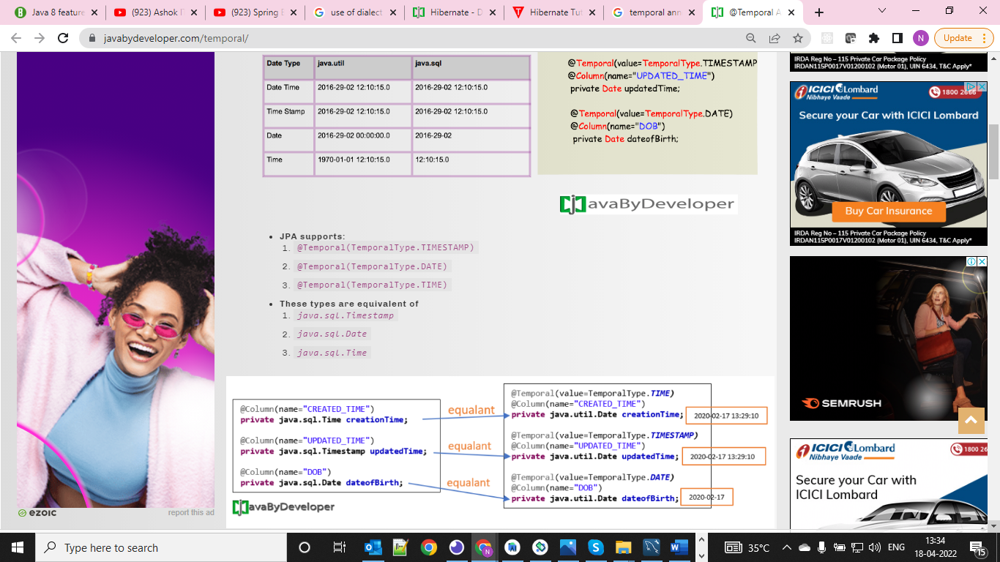 Java 8 feature
(923) Ashok I
(923) Spring B
use of dialect
Hibernate - D
Hibernate Tut
temporal ann
@Temporal A
javabydeveloper.com/temporal/
N
Update
Date Type java.util java.sql
Date Time 2016-29-02 12:10:15.0 2016-29-02 12:10:15.0
Time Stamp 2016-29-02 12:10:15.0 2016-29-02 12:10:15.0
Date 2016-29-02 00:00:00.0 2016-29-02
Time 1970-01-01 12:10:15.0 12:10:15.0
@Temporal(value=TemporalType.TIMESTAMP
@Column(name="UPDATED_TIME")
private Date updatedTime;
@Temporal(value=TemporalType.DATE)
@Column(name="DOB")
private Date dateofBirth;
JavaByDeveloper
• JPA supports:
1. @Temporal(TemporalType.TIMESTAMP)
2. @Temporal(TemporalType.DATE)
3. @Temporal(TemporalType.TIME)
• These types are equivalent of
1. java.sql.Timestamp
2. java.sql.Date
3. java.sql.Time
@Column(name="CREATED_TIME")
private java.sql.Time creationTime;
@Column(name="UPDATED_TIME")
private java.sql.Timestamp updatedTime;
@Column(name="DOB")
private java.sql.Date dateofBirth;
equalant
equalant
equalant
@Temporal(value=TemporalType.TIME)
@Column(name="CREATED_TIME")
private java.util.Date creationTime;
2020-02-17 13:29:10
@Temporal(value=TemporalType.TIMESTAMP)
@Column(name="UPDATED_TIME")
private java.util.Date updatedTime;
2020-02-17 13:29:10
@Temporal(value=TemporalType.DATE)
@Column(name="DOB")
private java.util.Date dateofBirth;
2020-02-17
JavaByDeveloper
ezoic
report this ad
IRDA Reg No – 115 Private Car Package Policy
IRDAN115P0017V01200102 (Motor 01), UIN 6434, T&C Apply*
ICICI Lombard
Nibhaye Vaade
1800 2666
Secure your Car with ICICI Lombard
Buy Car Insurance
IRDA Reg No – 115 Private Car Package Policy
IRDAN115P0017V01200102 (Motor 01), UIN 6434, T&C Apply*
SEMRUSH
ICICI Lombard
Nibhaye Vaade
1800 26
Secure your Car with
ICICI Lombard
Type here to search
N
35°C
ENG
13:34
18-04-2022
15